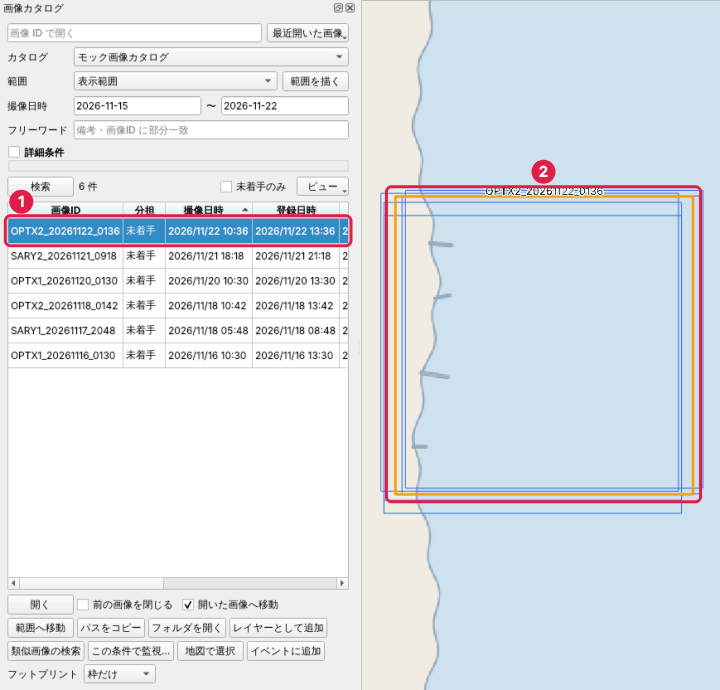 画像カタログ
画像 ID で開く
最近開いた画像
カタログ モック画像カタログ
範囲 表示範囲 範囲を描く
撮像日時 2026-11-15 〜 2026-11-22
フリーワード 備考・画像ID に部分一致
詳細条件
検索 6 件 未着手のみ ビュー
1
画像ID 分担 撮像日時 登録日時
OPTX2_20261122_0136 未着手 2026/11/22 10:36 2026/11/22 13:36 2
SARY2_20261121_0918 未着手 2026/11/21 18:18 2026/11/21 21:18 2
OPTX1_20261120_0130 未着手 2026/11/20 10:30 2026/11/20 13:30 2
OPTX2_20261118_0142 未着手 2026/11/18 10:42 2026/11/18 13:42 2
SARY1_20261117_2048 未着手 2026/11/18 05:48 2026/11/18 08:48 2
OPTX1_20261116_0130 未着手 2026/11/16 10:30 2026/11/16 13:30 2
開く 前の画像を閉じる 開いた画像へ移動
範囲へ移動 パスをコピー フォルダを開く レイヤーとして追加
類似画像の検索 この条件で監視... 地図で選択 イベントに追加
フットプリント 枠だけ
2
OPTX2_20261122_0136